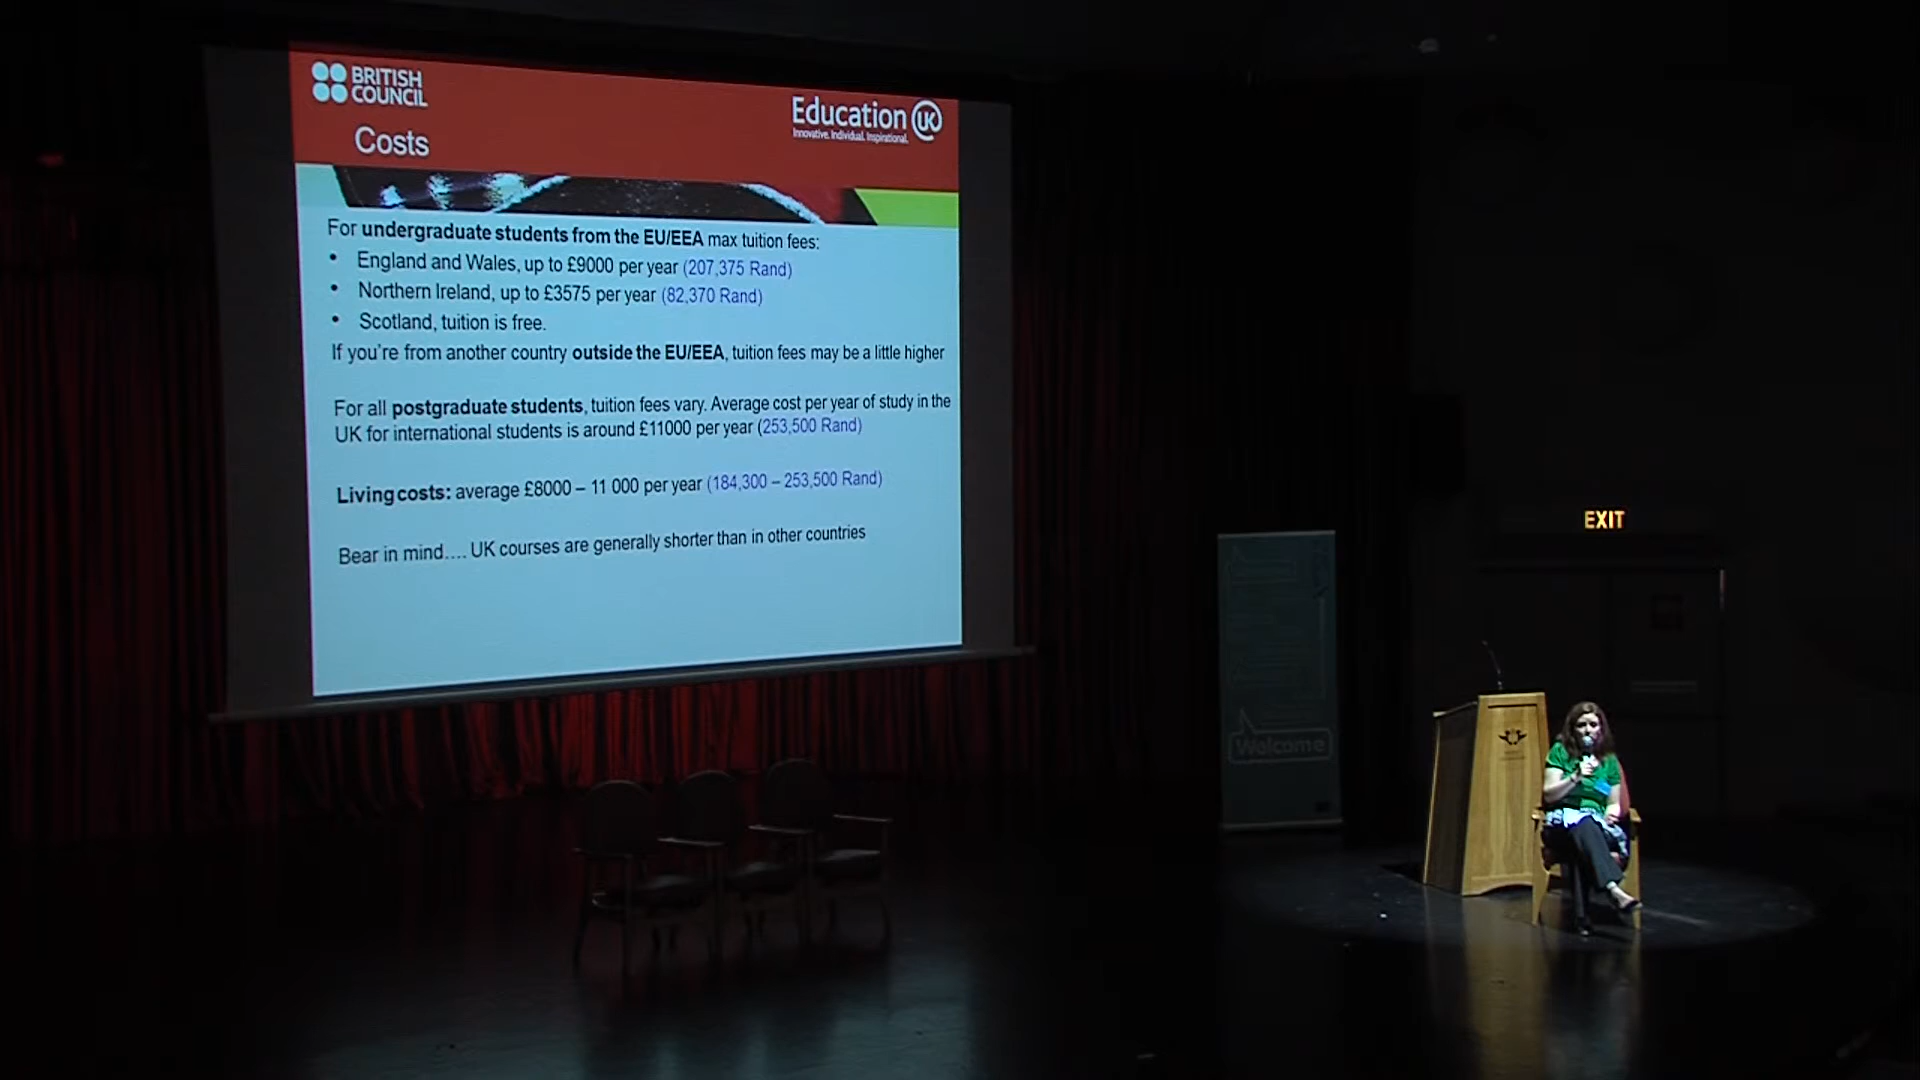 BRITISH
COUNCIL
Education UK
Innovative. Individual. Inspirational.
Costs
For undergraduate students from the EU/EEA max tuition fees:
• England and Wales, up to £9000 per year (207,375 Rand)
• Northern Ireland, up to £3575 per year (82,370 Rand)
• Scotland, tuition is free.
If you're from another country outside the EU/EEA, tuition fees may be a little higher
For all postgraduate students, tuition fees vary. Average cost per year of study in the
UK for international students is around £11000 per year (253,500 Rand)
Living costs: average £8000 – 11 000 per year (184,300 – 253,500 Rand)
Bear in mind.... UK courses are generally shorter than in other countries
EXIT
Welcome